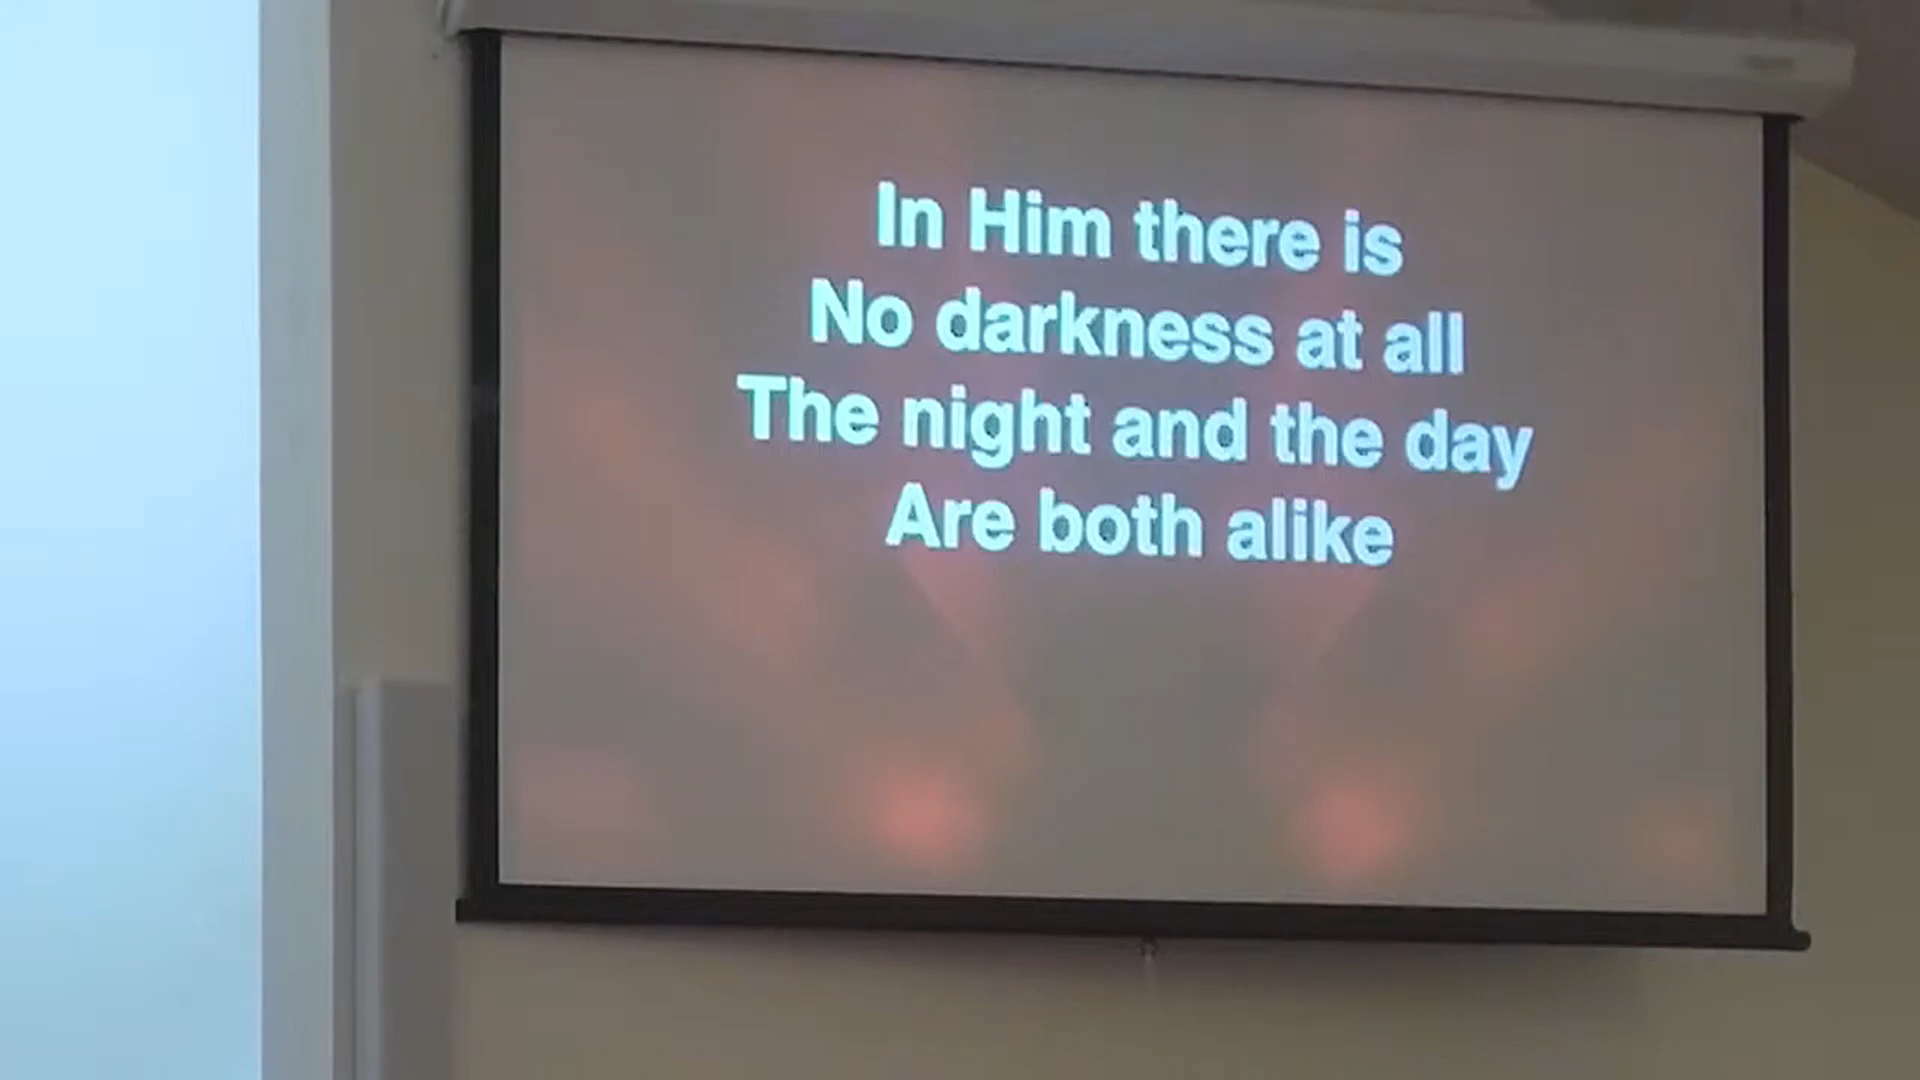 In Him there is
No darkness at all
The night and the day
Are both alike